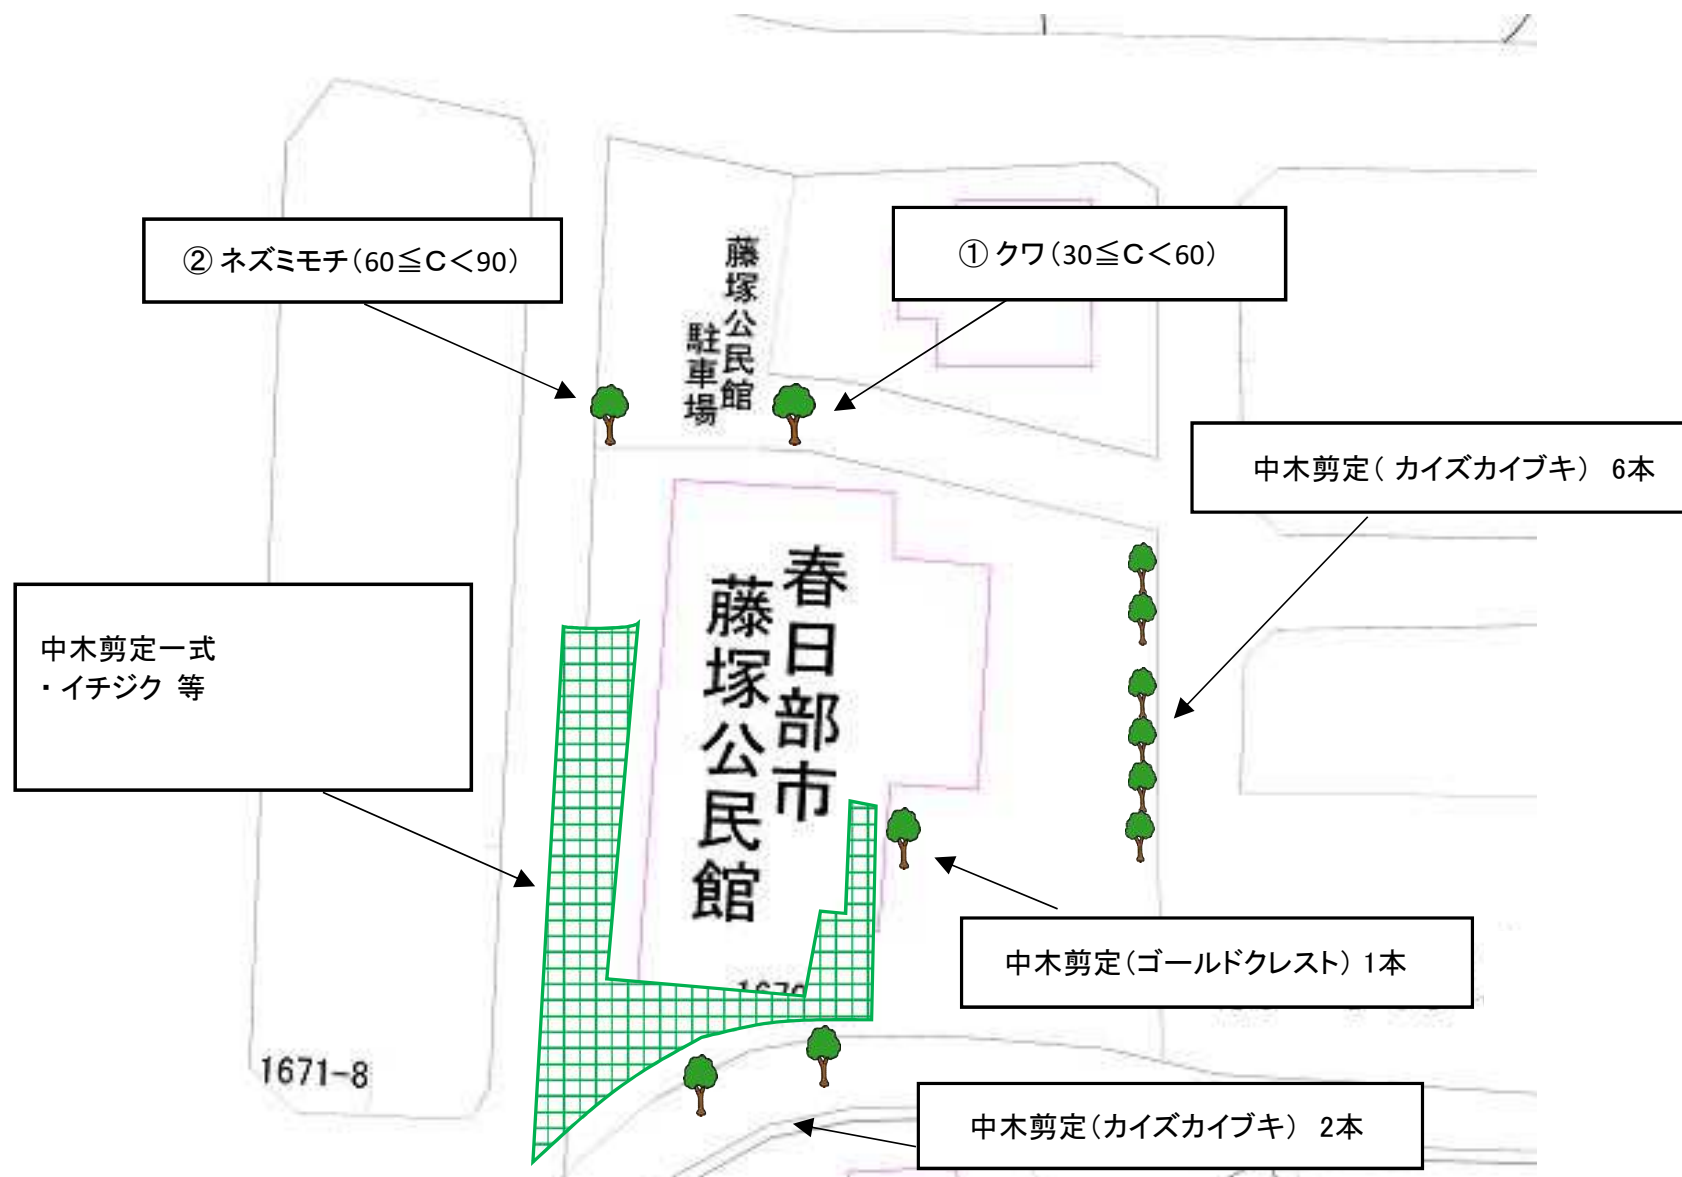 ② ネズミモチ(60≦C<90)
① クワ(30≦C<60)
藤塚公民館
駐車場
中木剪定( カイズカイブキ) 6本
中木剪定一式
・イチジク 等
春日部市
藤塚公民館
中木剪定(ゴールドクレスト) 1本
1671-8
中木剪定(カイズカイブキ) 2本